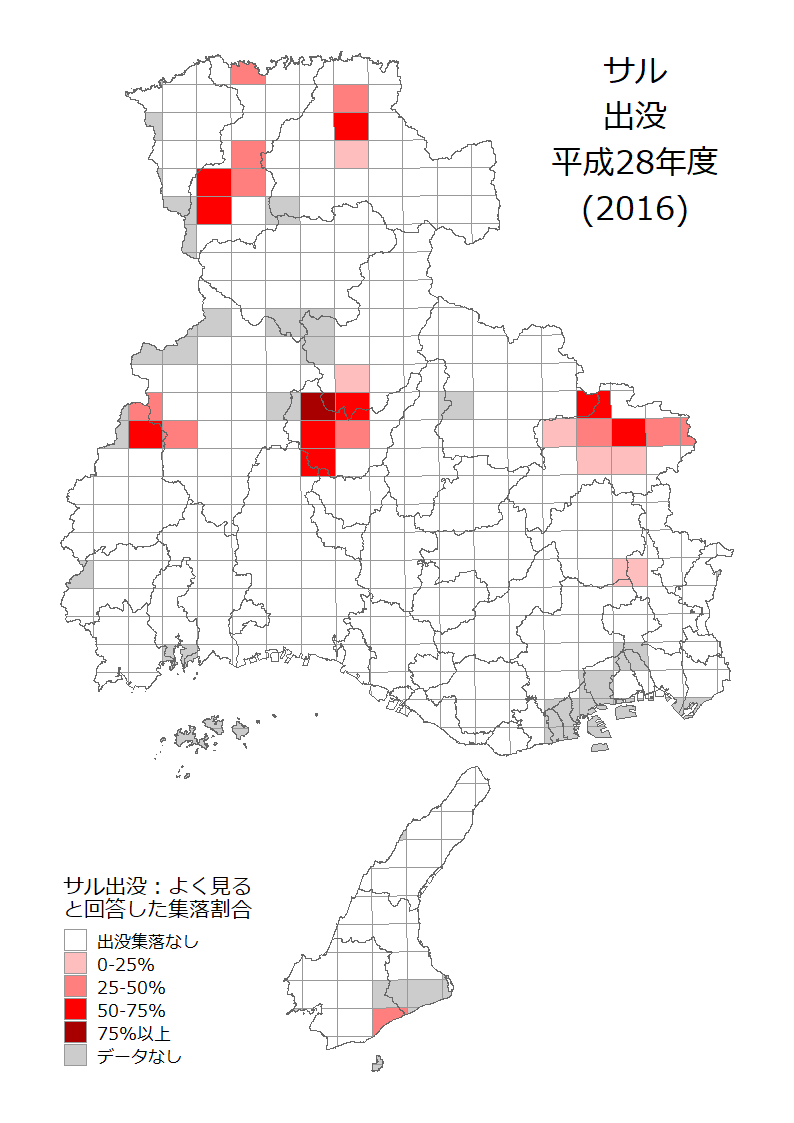 サル
出没
平成28年度
(2016)
サル出没：よく見る
と回答した集落割合
出没集落なし
0-25%
25-50%
50-75%
75%以上
データなし